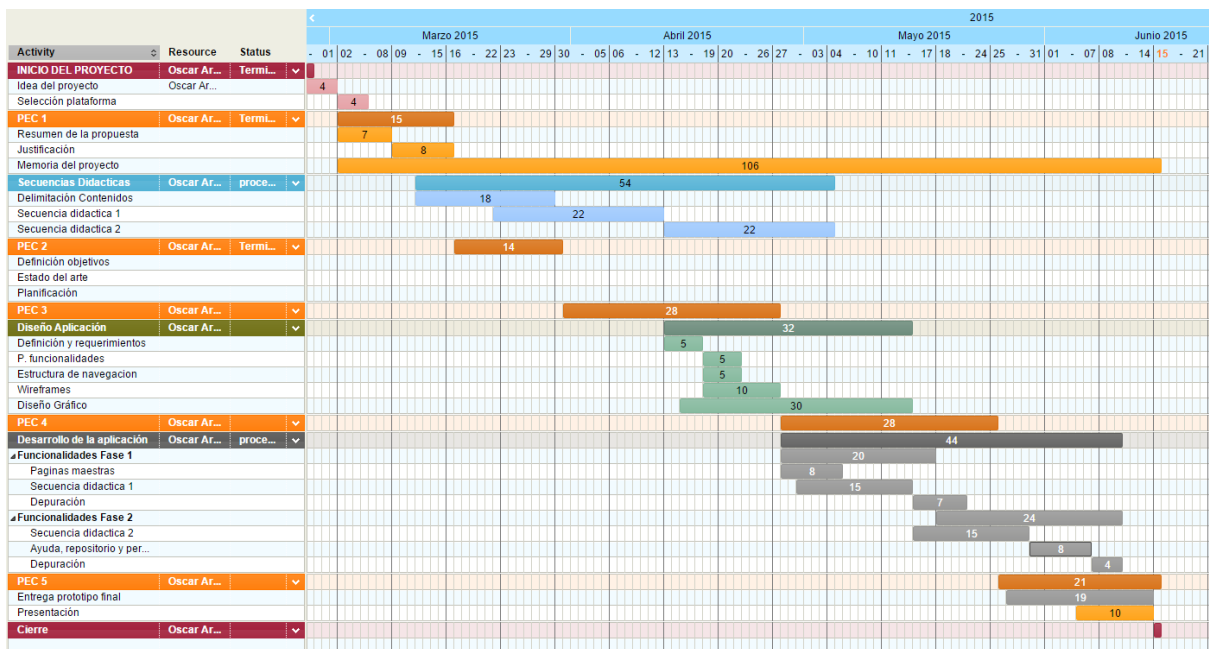 2015
Marzo 2015 Abril 2015 Mayo 2015 Junio 2015
Activity Resource Status - 01 02 - 08 09 - 15 16 - 22 23 - 29 30 - 05 06 - 12 13 - 19 20 - 26 27 - 03 04 - 10 11 - 17 18 - 24 25 - 31 01 - 07 08 - 14 15 - 21
INICIO DEL PROYECTO Oscar Ar... Termi...
Idea del proyecto Oscar Ar... 4
Selección plataforma 4
PEC 1 Oscar Ar... Termi... 15
Resumen de la propuesta 7
Justificación 8
Memoria del proyecto 106
Secuencias Didacticas Oscar Ar... proce... 54
Delimitación Contenidos 18
Secuencia didactica 1 22
Secuencia didactica 2 22
PEC 2 Oscar Ar... Termi... 14
Definición objetivos
Estado del arte
Planificación
PEC 3 Oscar Ar... 28
Diseño Aplicación Oscar Ar... 32
Definición y requerimientos 5
P. funcionalidades 5
Estructura de navegacion 5
Wireframes 10
Diseño Gráfico 30
PEC 4 Oscar Ar... 28
Desarrollo de la aplicación Oscar Ar... proce... 44
Funcionalidades Fase 1 20
Paginas maestras 8
Secuencia didactica 1 15
Depuración 7
Funcionalidades Fase 2 24
Secuencia didactica 2 15
Ayuda, repositorio y per... 8
Depuración 4
PEC 5 Oscar Ar... 21
Entrega prototipo final 19
Presentación 10
Cierre Oscar Ar...